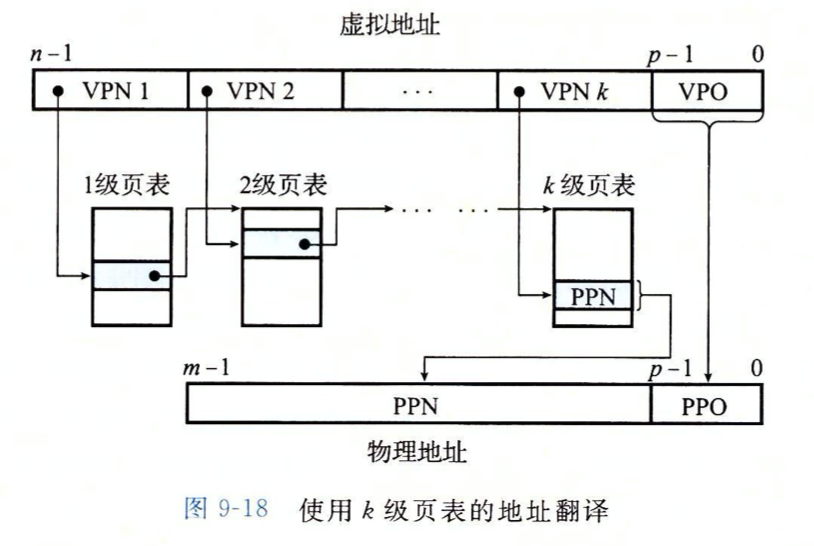 虚拟地址
n-1 p-1 0
VPN 1 VPN 2 ... VPN k VPO
1级页表 2级页表 k级页表
... ...
PPN
m-1 p-1 0
PPN PPO
物理地址
图 9-18 使用 k 级页表的地址翻译